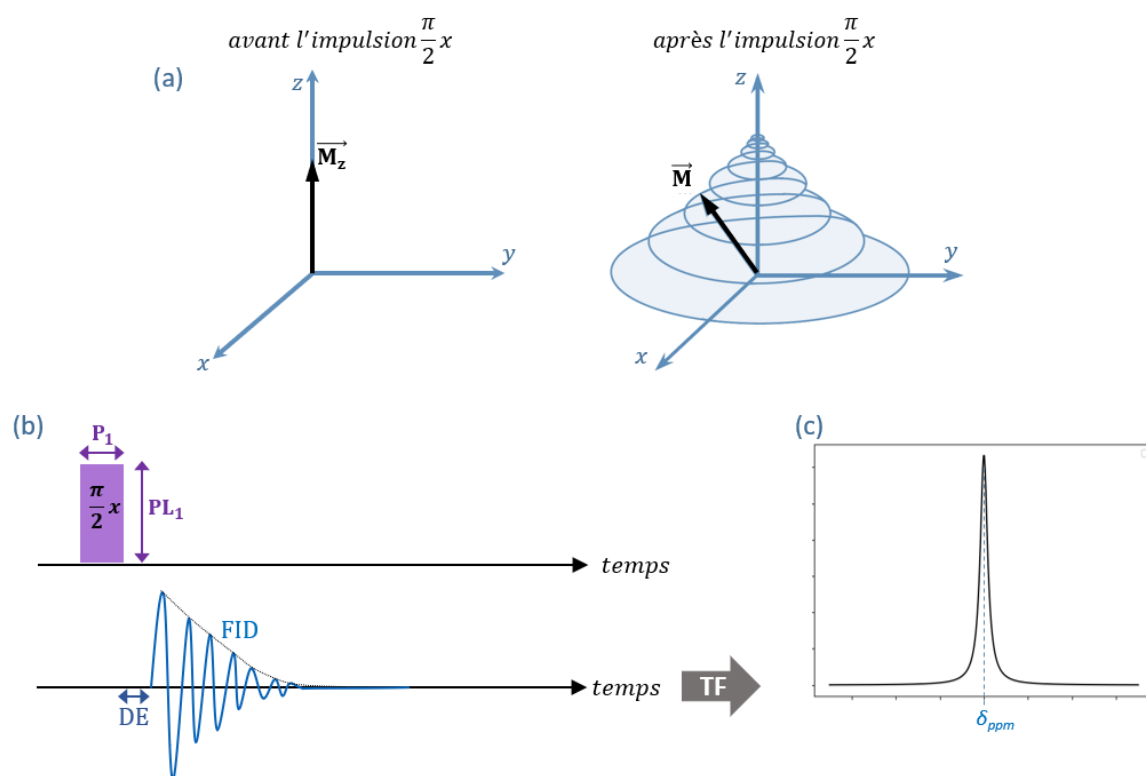 avant l'impulsion π/2 x
après l'impulsion π/2 x
(a)
z
M_z
y
x
z
M
y
x
(b)
P₁
π/2 x
PL₁
temps
FID
DE
temps
TF
(c)
δ_ppm